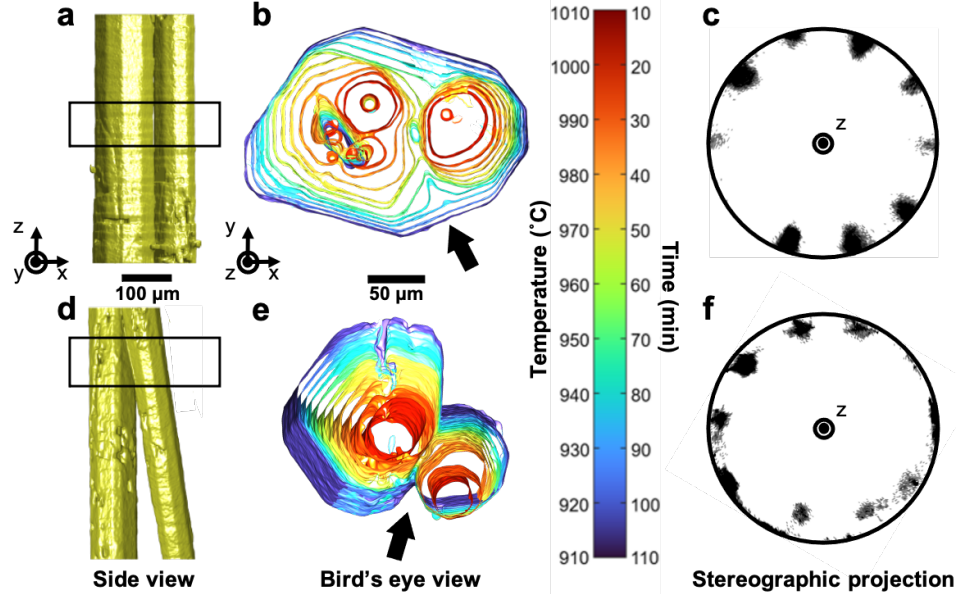 a
b
c
1010 10
1000 20
990 30
980 40
970 50
960 60
950 70
940 80
930 90
920 100
910 110
Temperature (˚C)
Time (min)
z
z
y x
y
z x
100 µm
50 µm
d
e
f
z
Side view
Bird's eye view
Stereographic projection